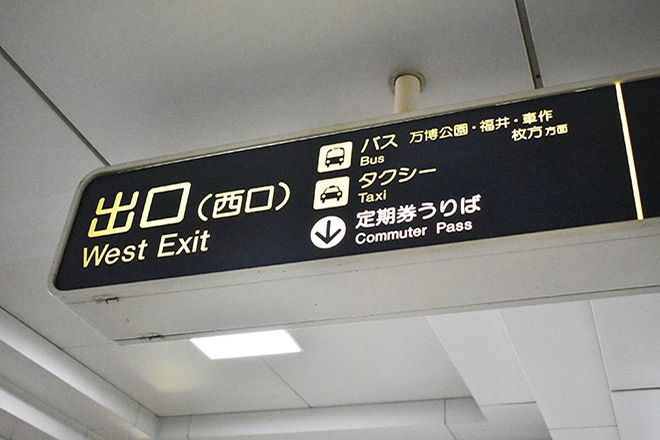 出口(西口)
West Exit
バス 万博公園・福井・車作
枚方方面
Bus
タクシー
Taxi
定期券うりば
Commuter Pass